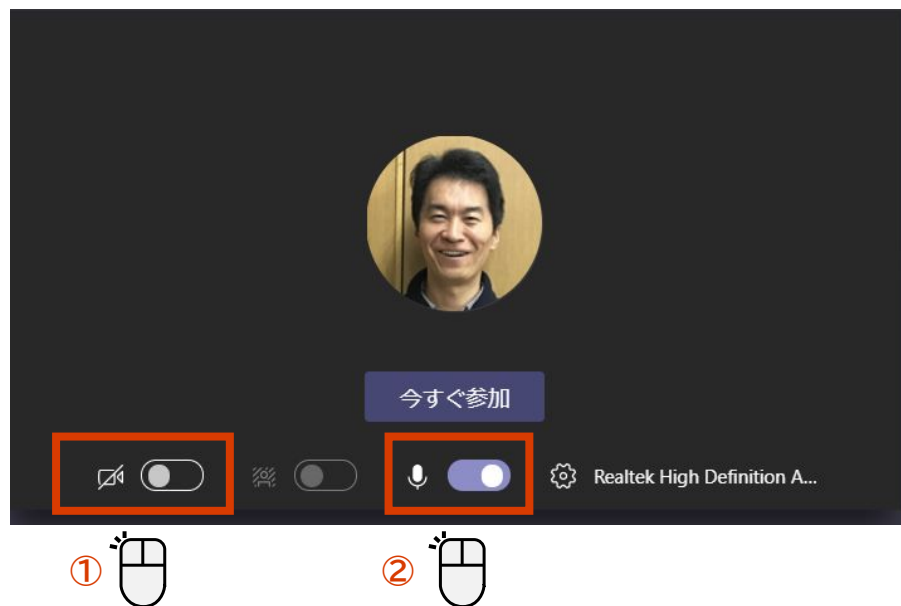 今すぐ参加
Realtek High Definition A...
① ②